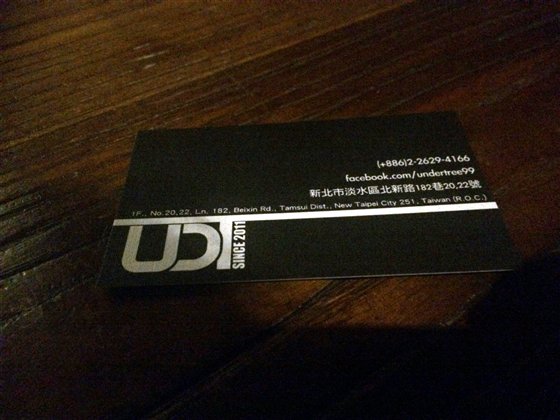 (+886)2-2629-4166
facebook.com/undertree99
新北市淡水區北新路182巷20,22號
1F., No.20,22, Ln. 182, Beixin Rd., Tamsui Dist., New Taipei City 251, Taiwan (R.O.C.)
UDT
SINCE 2011